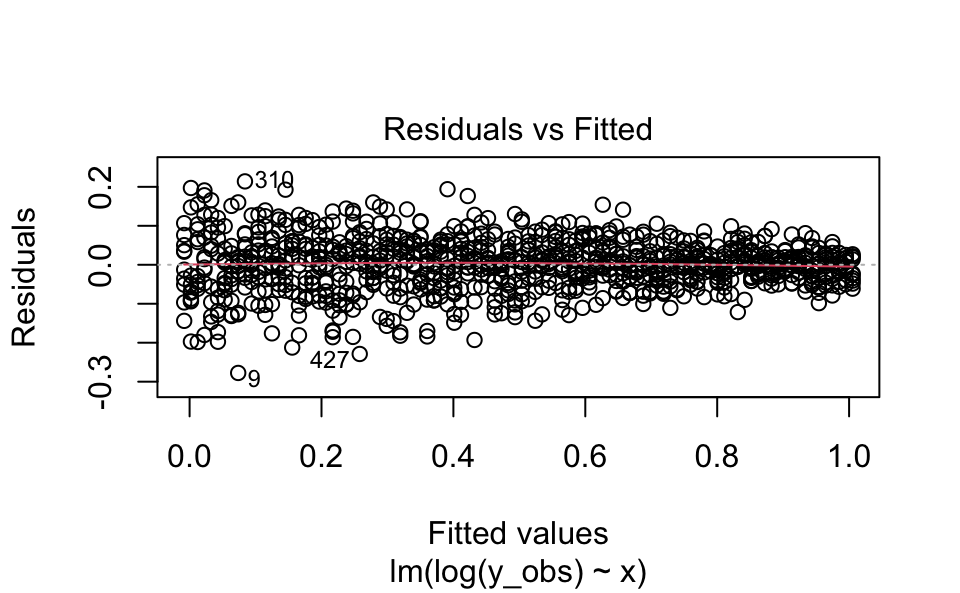 Residuals vs Fitted
Residuals
0.2
0.0
-0.3
310
427
9
0.0 0.2 0.4 0.6 0.8 1.0
Fitted values
lm(log(y_obs) ~ x)